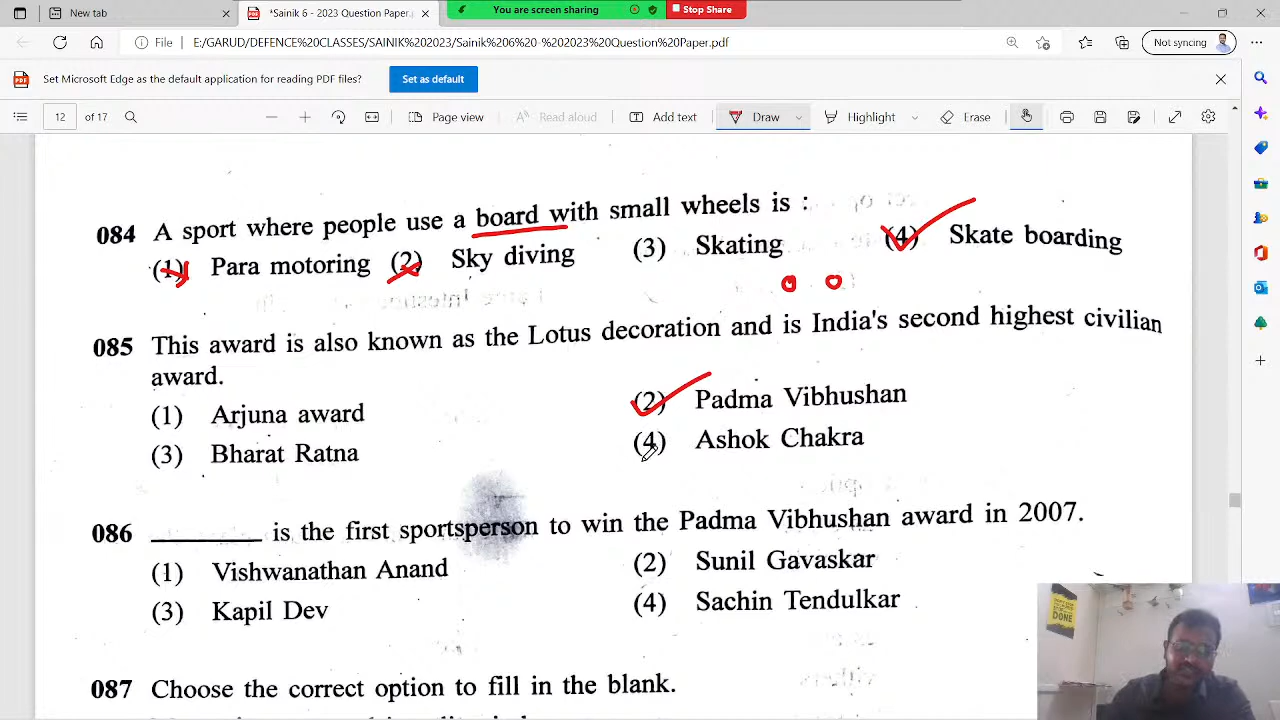 New tab
*Sainik 6 - 2023 Question Paper.
You are screen sharing
Stop Share
File
E:/GARUD/DEFENCE%20CLASSES/SAINIK%202023/Sainik%206%20-%202023%20Question%20Paper.pdf
Not syncing
Set Microsoft Edge as the default application for reading PDF files?
Set as default
12 of 17
Page view
Read aloud
Add text
Draw
Highlight
Erase
084 A sport where people use a board with small wheels is :
(1) Para motoring (2) Sky diving (3) Skating (4) Skate boarding
085 This award is also known as the Lotus decoration and is India's second highest civilian
award.
(1) Arjuna award (2) Padma Vibhushan
(3) Bharat Ratna (4) Ashok Chakra
086 ________ is the first sportsperson to win the Padma Vibhushan award in 2007.
(1) Vishwanathan Anand (2) Sunil Gavaskar
(3) Kapil Dev (4) Sachin Tendulkar
DONE
087 Choose the correct option to fill in the blank.